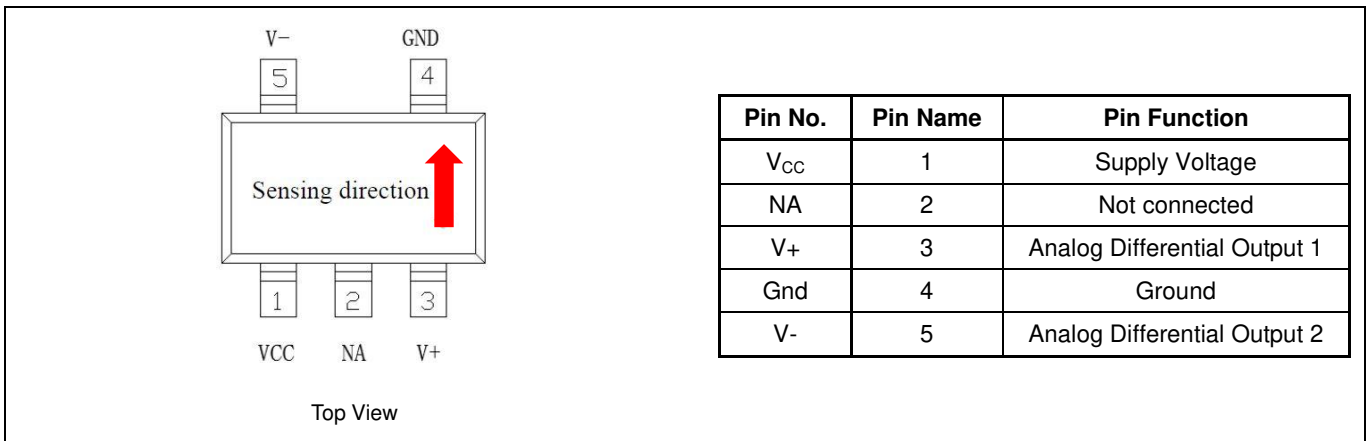 V- GND
5 4
Sensing direction
1 2 3
VCC NA V+
Top View
Pin No. Pin Name Pin Function
VCC 1 Supply Voltage
NA 2 Not connected
V+ 3 Analog Differential Output 1
Gnd 4 Ground
V- 5 Analog Differential Output 2